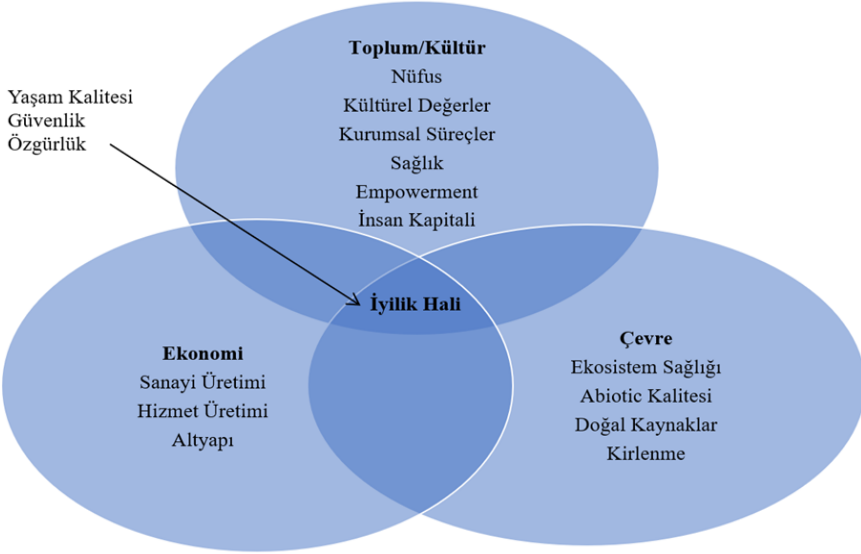 Toplum/Kültür
Nüfus
Kültürel Değerler
Kurumsal Süreçler
Sağlık
Empowerment
İnsan Kapitali
Yaşam Kalitesi
Güvenlik
Özgürlük
İyilik Hali
Ekonomi
Sanayi Üretimi
Hizmet Üretimi
Altyapı
Çevre
Ekosistem Sağlığı
Abiotic Kalitesi
Doğal Kaynaklar
Kirlenme